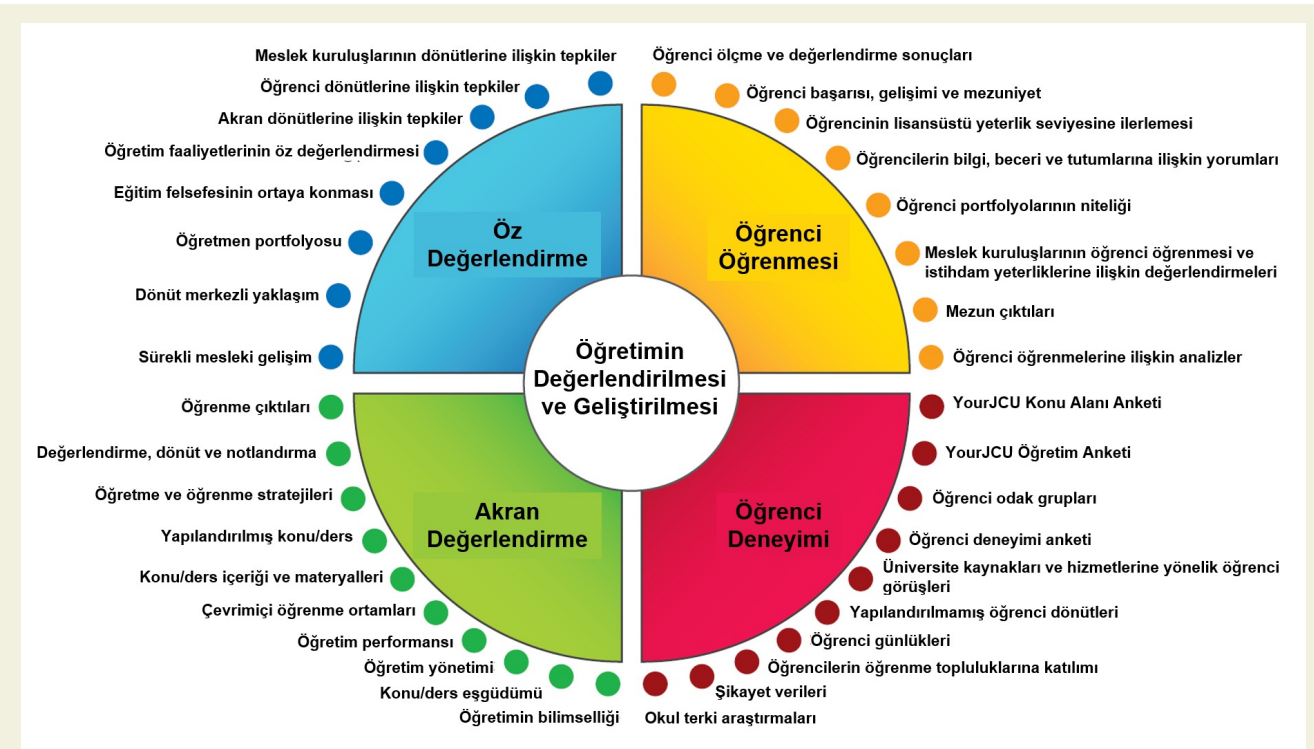 Meslek kuruluşlarının dönütlerine ilişkin tepkiler
Öğrenci dönütlerine ilişkin tepkiler
Akran dönütlerine ilişkin tepkiler
Öğretim faaliyetlerinin öz değerlendirmesi
Eğitim felsefesinin ortaya konması
Öğretmen portfolyosu
Dönüt merkezli yaklaşım
Sürekli mesleki gelişim
Öz
Değerlendirme
Öğrenci ölçme ve değerlendirme sonuçları
Öğrenci başarısı, gelişimi ve mezuniyet
Öğrencinin lisansüstü yeterlik seviyesine ilerlemesi
Öğrencilerin bilgi, beceri ve tutumlarına ilişkin yorumları
Öğrenci portfolyolarının niteliği
Meslek kuruluşlarının öğrenci öğrenmesi ve
istihdam yeterliklerine ilişkin değerlendirmeleri
Mezun çıktıları
Öğrenci öğrenmelerine ilişkin analizler
Öğrenci
Öğrenmesi
Öğretimin
Değerlendirilmesi
ve Geliştirilmesi
Öğrenme çıktıları
Değerlendirme, dönüt ve notlandırma
Öğretme ve öğrenme stratejileri
Yapılandırılmış konu/ders
Konu/ders içeriği ve materyalleri
Çevrimiçi öğrenme ortamları
Öğretim performansı
Öğretim yönetimi
Konu/ders eşgüdümü
Öğretimin bilimselliği
Akran
Değerlendirme
YourJCU Konu Alanı Anketi
YourJCU Öğretim Anketi
Öğrenci odak grupları
Öğrenci deneyimi anketi
Üniversite kaynakları ve hizmetlerine yönelik öğrenci
görüşleri
Yapılandırılmamış öğrenci dönütleri
Öğrenci günlükleri
Öğrencilerin öğrenme topluluklarına katılımı
Şikayet verileri
Okul terki araştırmaları
Öğrenci
Deneyimi